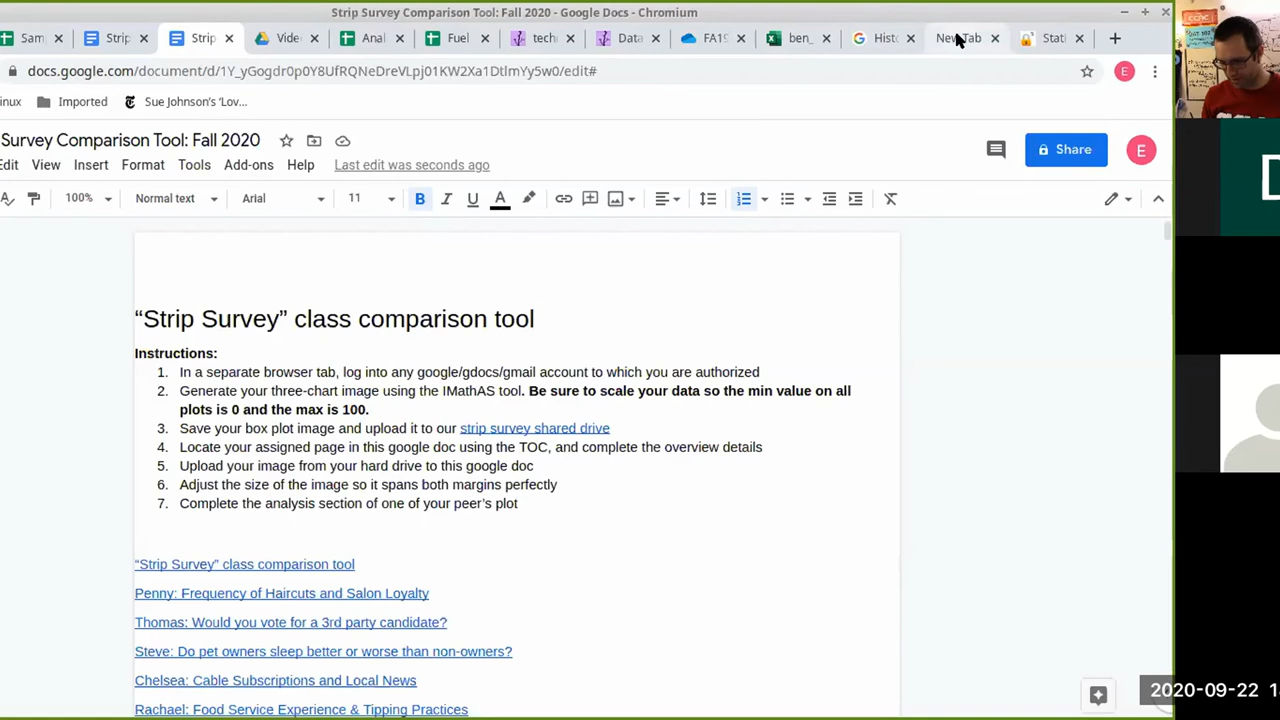 Strip Survey Comparison Tool: Fall 2020 - Google Docs - Chromium
Sam Strip Strip Vide Anal Fuel tech Data FA19 ben_ Histo New Tab Stati
docs.google.com/document/d/1Y_yGogdr0p0Y8UfRQNeDreVLpj01KW2Xa1DtlmYy5w0/edit#
E
inux Imported Sue Johnson's 'Lov...
Survey Comparison Tool: Fall 2020
Edit View Insert Format Tools Add-ons Help Last edit was seconds ago
Share
E
100% Normal text Arial 11 B I U A
“Strip Survey” class comparison tool
Instructions:
1. In a separate browser tab, log into any google/gdocs/gmail account to which you are authorized
2. Generate your three-chart image using the IMathAS tool. Be sure to scale your data so the min value on all
plots is 0 and the max is 100.
3. Save your box plot image and upload it to our strip survey shared drive
4. Locate your assigned page in this google doc using the TOC, and complete the overview details
5. Upload your image from your hard drive to this google doc
6. Adjust the size of the image so it spans both margins perfectly
7. Complete the analysis section of one of your peer’s plot
“Strip Survey” class comparison tool
Penny: Frequency of Haircuts and Salon Loyalty
Thomas: Would you vote for a 3rd party candidate?
Steve: Do pet owners sleep better or worse than non-owners?
Chelsea: Cable Subscriptions and Local News
Rachael: Food Service Experience & Tipping Practices
2020-09-22 1